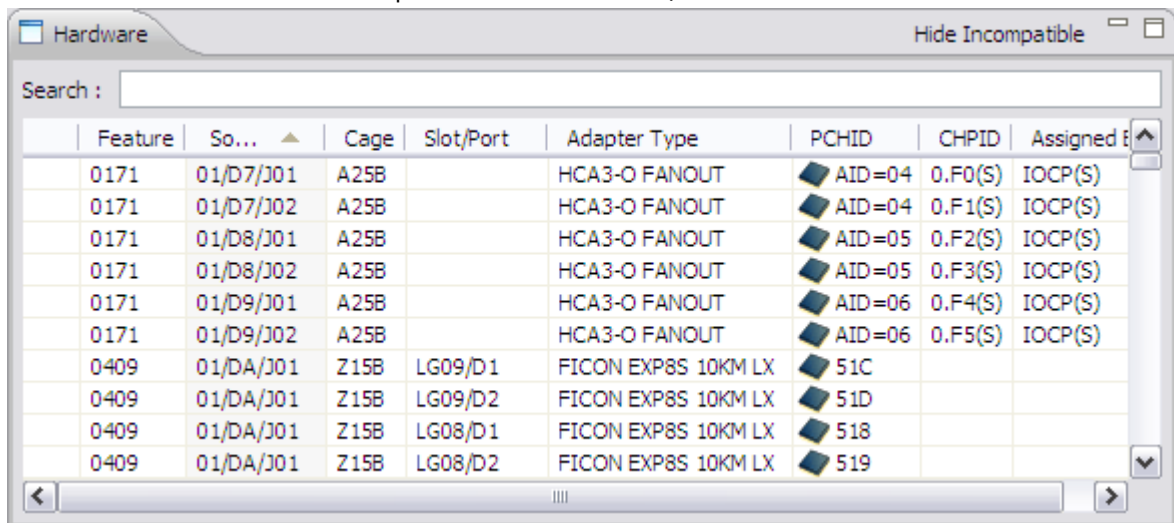 Hardware Hide Incompatible
Search :
Feature So... Cage Slot/Port Adapter Type PCHID CHPID Assigned
0171 01/D7/J01 A25B HCA3-O FANOUT AID=04 0.F0(S) IOCP(S)
0171 01/D7/J02 A25B HCA3-O FANOUT AID=04 0.F1(S) IOCP(S)
0171 01/D8/J01 A25B HCA3-O FANOUT AID=05 0.F2(S) IOCP(S)
0171 01/D8/J02 A25B HCA3-O FANOUT AID=05 0.F3(S) IOCP(S)
0171 01/D9/J01 A25B HCA3-O FANOUT AID=06 0.F4(S) IOCP(S)
0171 01/D9/J02 A25B HCA3-O FANOUT AID=06 0.F5(S) IOCP(S)
0409 01/DA/J01 Z15B LG09/D1 FICON EXP8S 10KM LX 51C
0409 01/DA/J01 Z15B LG09/D2 FICON EXP8S 10KM LX 51D
0409 01/DA/J01 Z15B LG08/D1 FICON EXP8S 10KM LX 518
0409 01/DA/J01 Z15B LG08/D2 FICON EXP8S 10KM LX 519